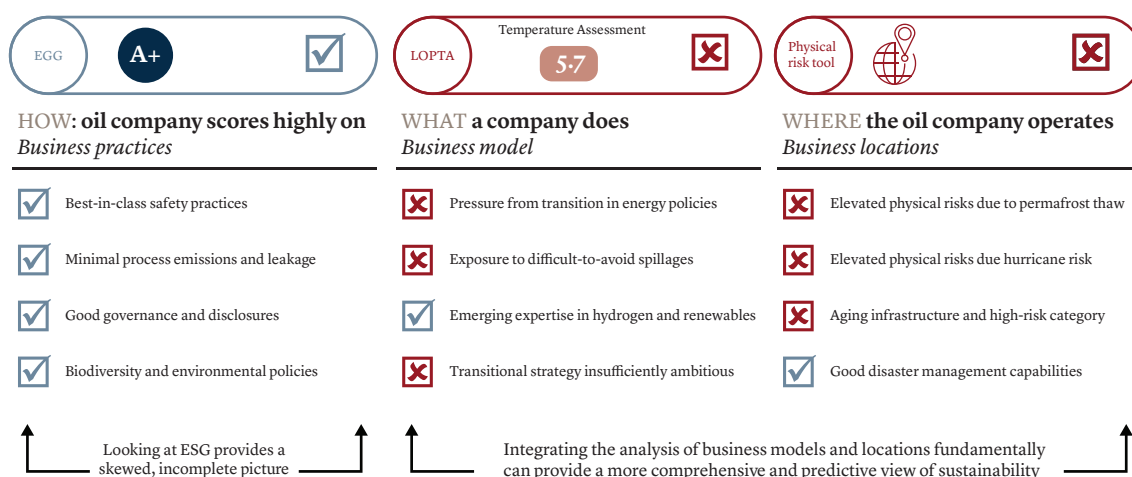 EGG
A+
LOPTA
Temperature Assessment
5·7
Physical
risk tool
HOW: oil company scores highly on
Business practices
WHAT a company does
Business model
WHERE the oil company operates
Business locations
Best-in-class safety practices
Minimal process emissions and leakage
Good governance and disclosures
Biodiversity and environmental policies
Pressure from transition in energy policies
Exposure to difficult-to-avoid spillages
Emerging expertise in hydrogen and renewables
Transitional strategy insufficiently ambitious
Elevated physical risks due to permafrost thaw
Elevated physical risks due hurricane risk
Aging infrastructure and high-risk category
Good disaster management capabilities
Looking at ESG provides a
skewed, incomplete picture
Integrating the analysis of business models and locations fundamentally
can provide a more comprehensive and predictive view of sustainability